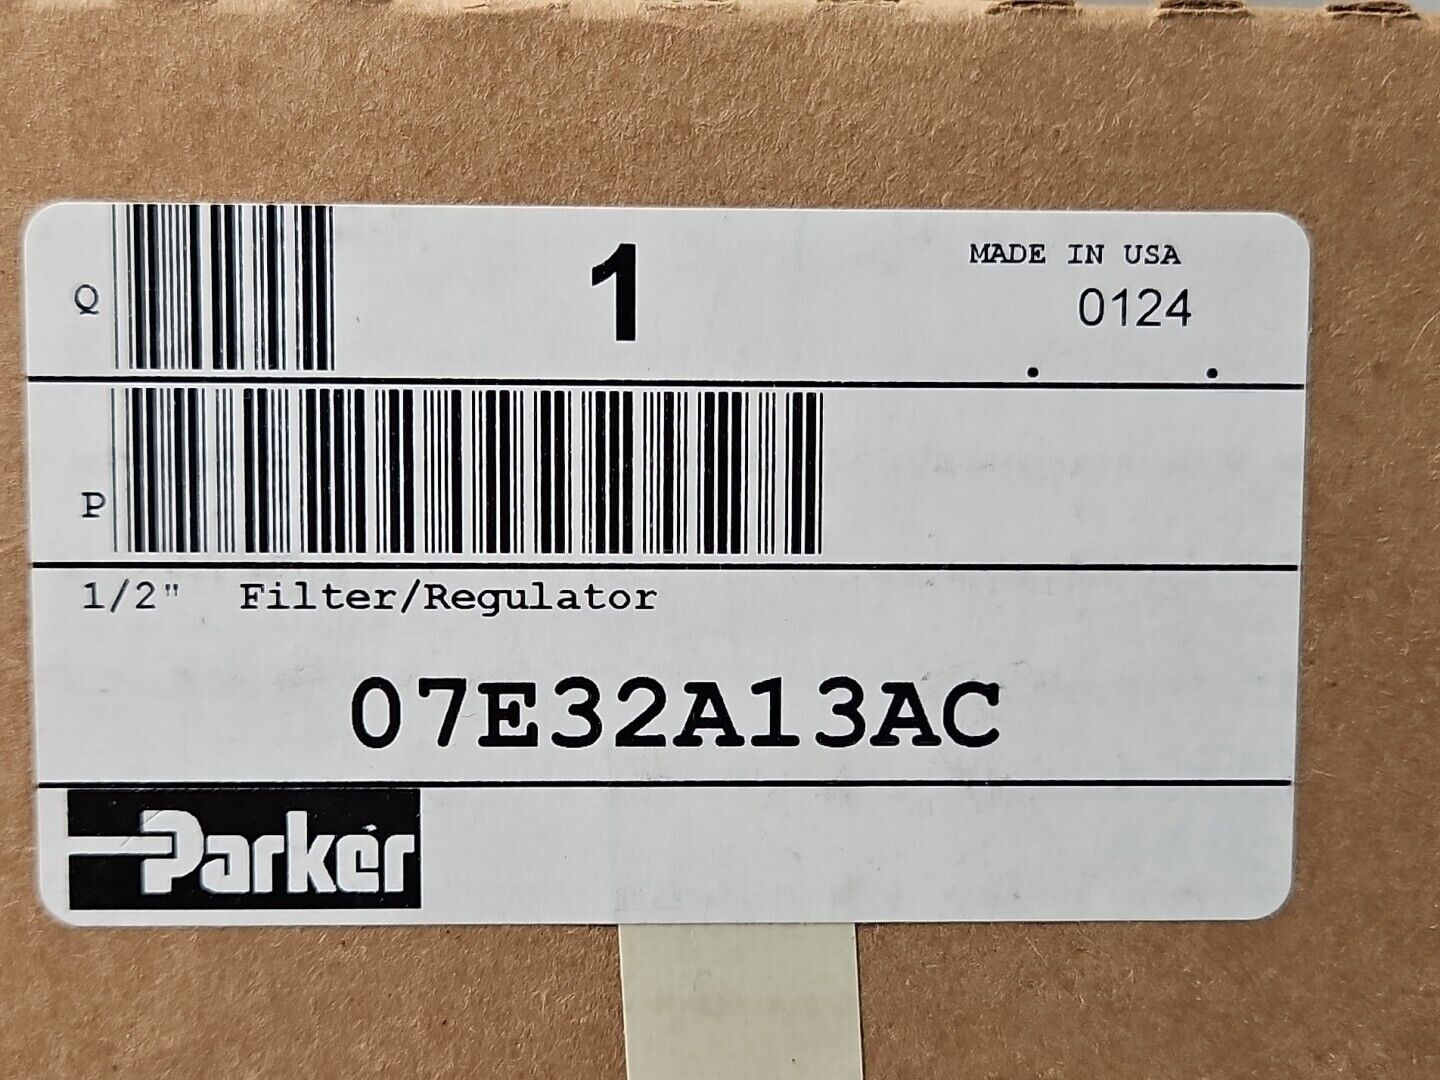 Q
1
MADE IN USA
0124
P
1/2" Filter/Regulator
07E32A13AC
Parker